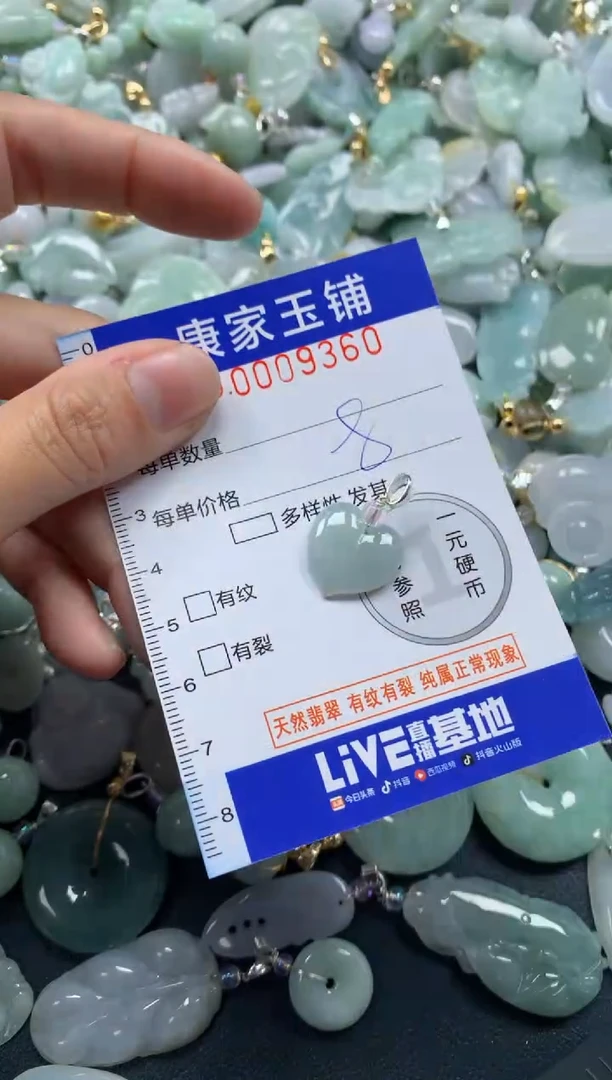 0
康家玉铺
.0009360
每单数量
8
3
每单价格
多样性 发其
4
一元硬币
参照
5
有纹
有裂
6
天然翡翠 有纹有裂 纯属正常现象
7
LiVE直播基地
今日头条 抖音 西瓜视频 抖音火山版
8